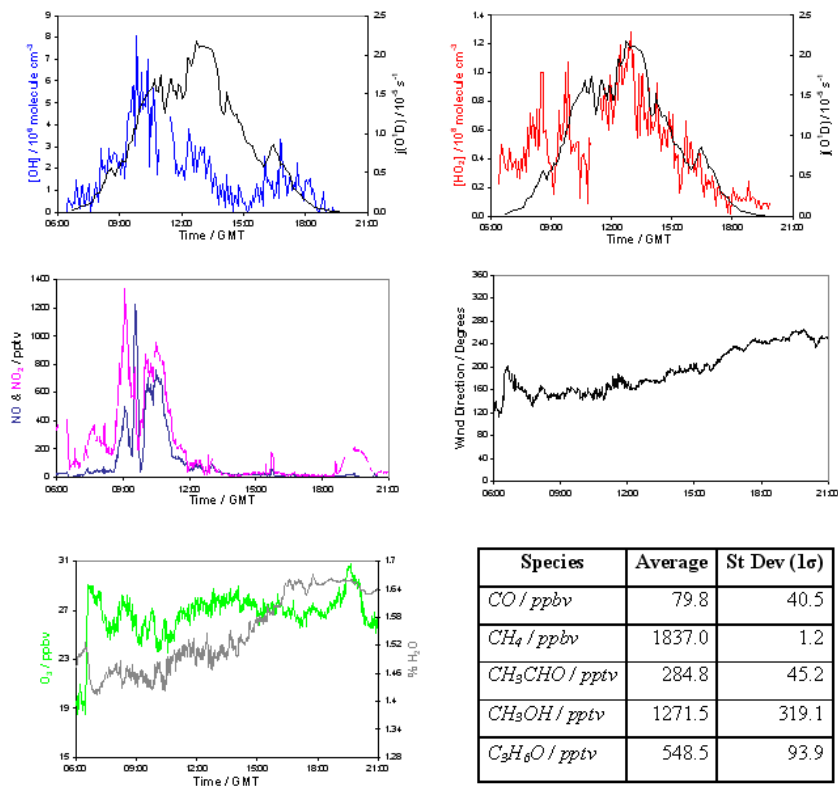 [OH] / 10⁶ molecule cm⁻³
9
8
7
6
5
4
3
2
1
0
2.5
2.0
1.5
1.0
0.5
0.0
j(O¹D) / 10⁻⁵ s⁻¹
06:00 09:00 12:00 15:00 18:00 21:00
Time / GMT
[HO₂] / 10⁸ molecule cm⁻³
1.4
1.2
1.0
0.8
0.6
0.4
0.2
0.0
2.5
2.0
1.5
1.0
0.5
0.0
j(O¹D) / 10⁻⁵ s⁻¹
06:00 09:00 12:00 15:00 18:00 21:00
Time / GMT
NO & NO₂ / pptv
1400
1200
1000
800
600
400
200
0
06:00 09:00 12:00 15:00 18:00 21:00
Time / GMT
Wind Direction / Degrees
360
320
280
240
200
160
120
80
40
0
06:00 09:00 12:00 15:00 18:00 21:00
Time / GMT
O₃ / ppbv
31
27
23
19
15
1.7
1.64
1.58
1.52
1.46
1.4
1.34
1.28
% H₂O
06:00 09:00 12:00 15:00 18:00 21:00
Time / GMT
Species Average St Dev (1σ)
CO / ppbv 79.8 40.5
CH₄ / ppbv 1837.0 1.2
CH₃CHO / pptv 284.8 45.2
CH₃OH / pptv 1271.5 319.1
C₃H₆O / pptv 548.5 93.9